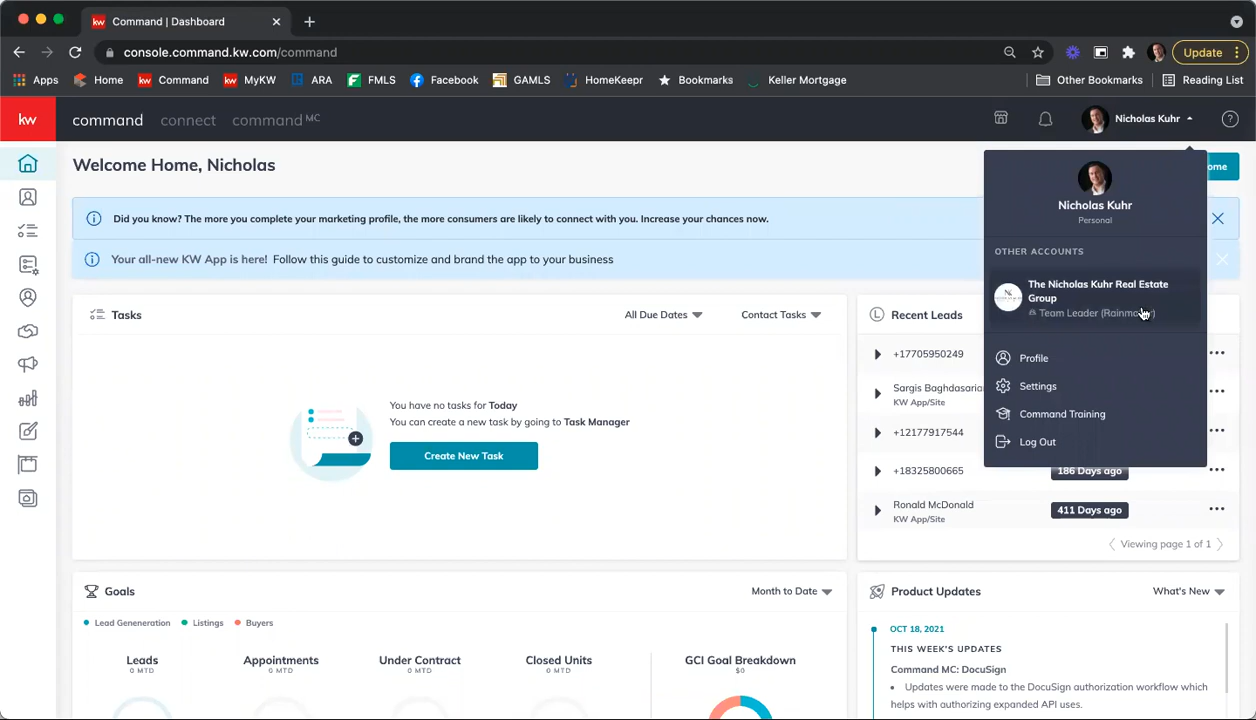 kw Command | Dashboard
console.command.kw.com/command
Update
Apps Home kw Command kw MyKW ARA FMLS Facebook GAMLS HomeKeepr Bookmarks Keller Mortgage Other Bookmarks Reading List
kw command connect command MC Nicholas Kuhr
Welcome Home, Nicholas
ome
Did you know? The more you complete your marketing profile, the more consumers are likely to connect with you. Increase your chances now.
Your all-new KW App is here! Follow this guide to customize and brand the app to your business
Nicholas Kuhr
Personal
OTHER ACCOUNTS
The Nicholas Kuhr Real Estate
Group
Team Leader (Rainma
Profile
Settings
Command Training
Log Out
Tasks All Due Dates Contact Tasks
You have no tasks for Today
You can create a new task by going to Task Manager
Create New Task
Recent Leads
+17705950249
Sargis Baghdasaria
KW App/Site
+12177917544
+18325800665 186 Days ago
Ronald McDonald
KW App/Site
411 Days ago
Viewing page 1 of 1
Goals Month to Date
Lead Geneneration Listings Buyers
Leads Appointments Under Contract Closed Units GCI Goal Breakdown
0 MTD 0 MTD 0 MTD 0 MTD $0
Product Updates What's New
OCT 18, 2021
THIS WEEK'S UPDATES
Command MC: DocuSign
• Updates were made to the DocuSign authorization workflow which
helps with authorizing expanded API uses.